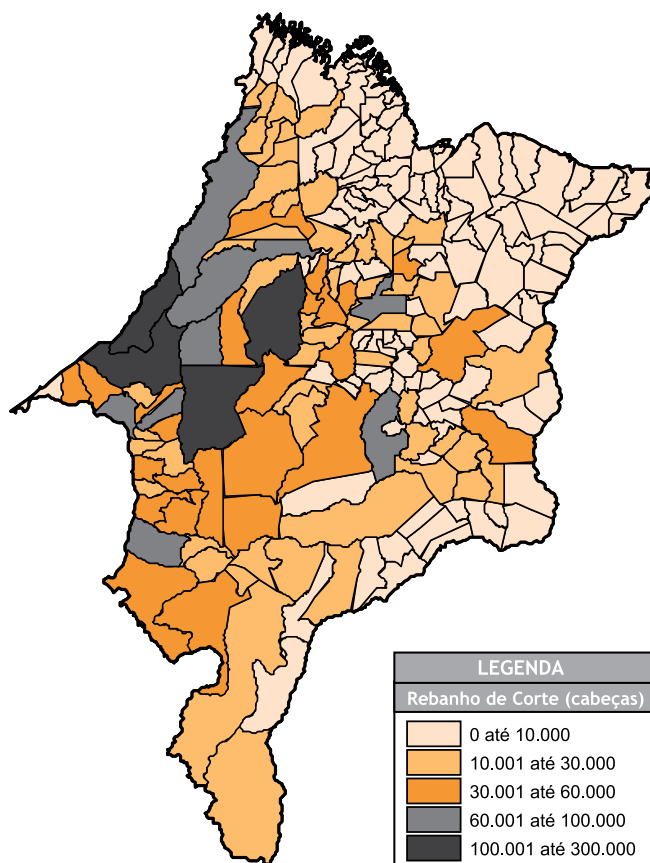 LEGENDA
Rebanho de Corte (cabeças)
0 até 10.000
10.001 até 30.000
30.001 até 60.000
60.001 até 100.000
100.001 até 300.000